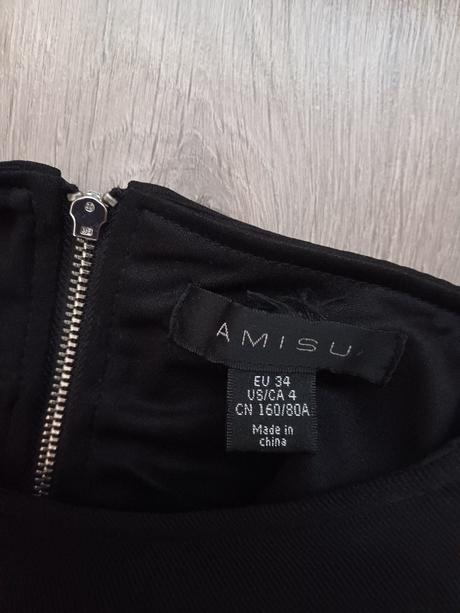 AMISU
EU 34
US/CA 4
CN 160/80A
Made in
china